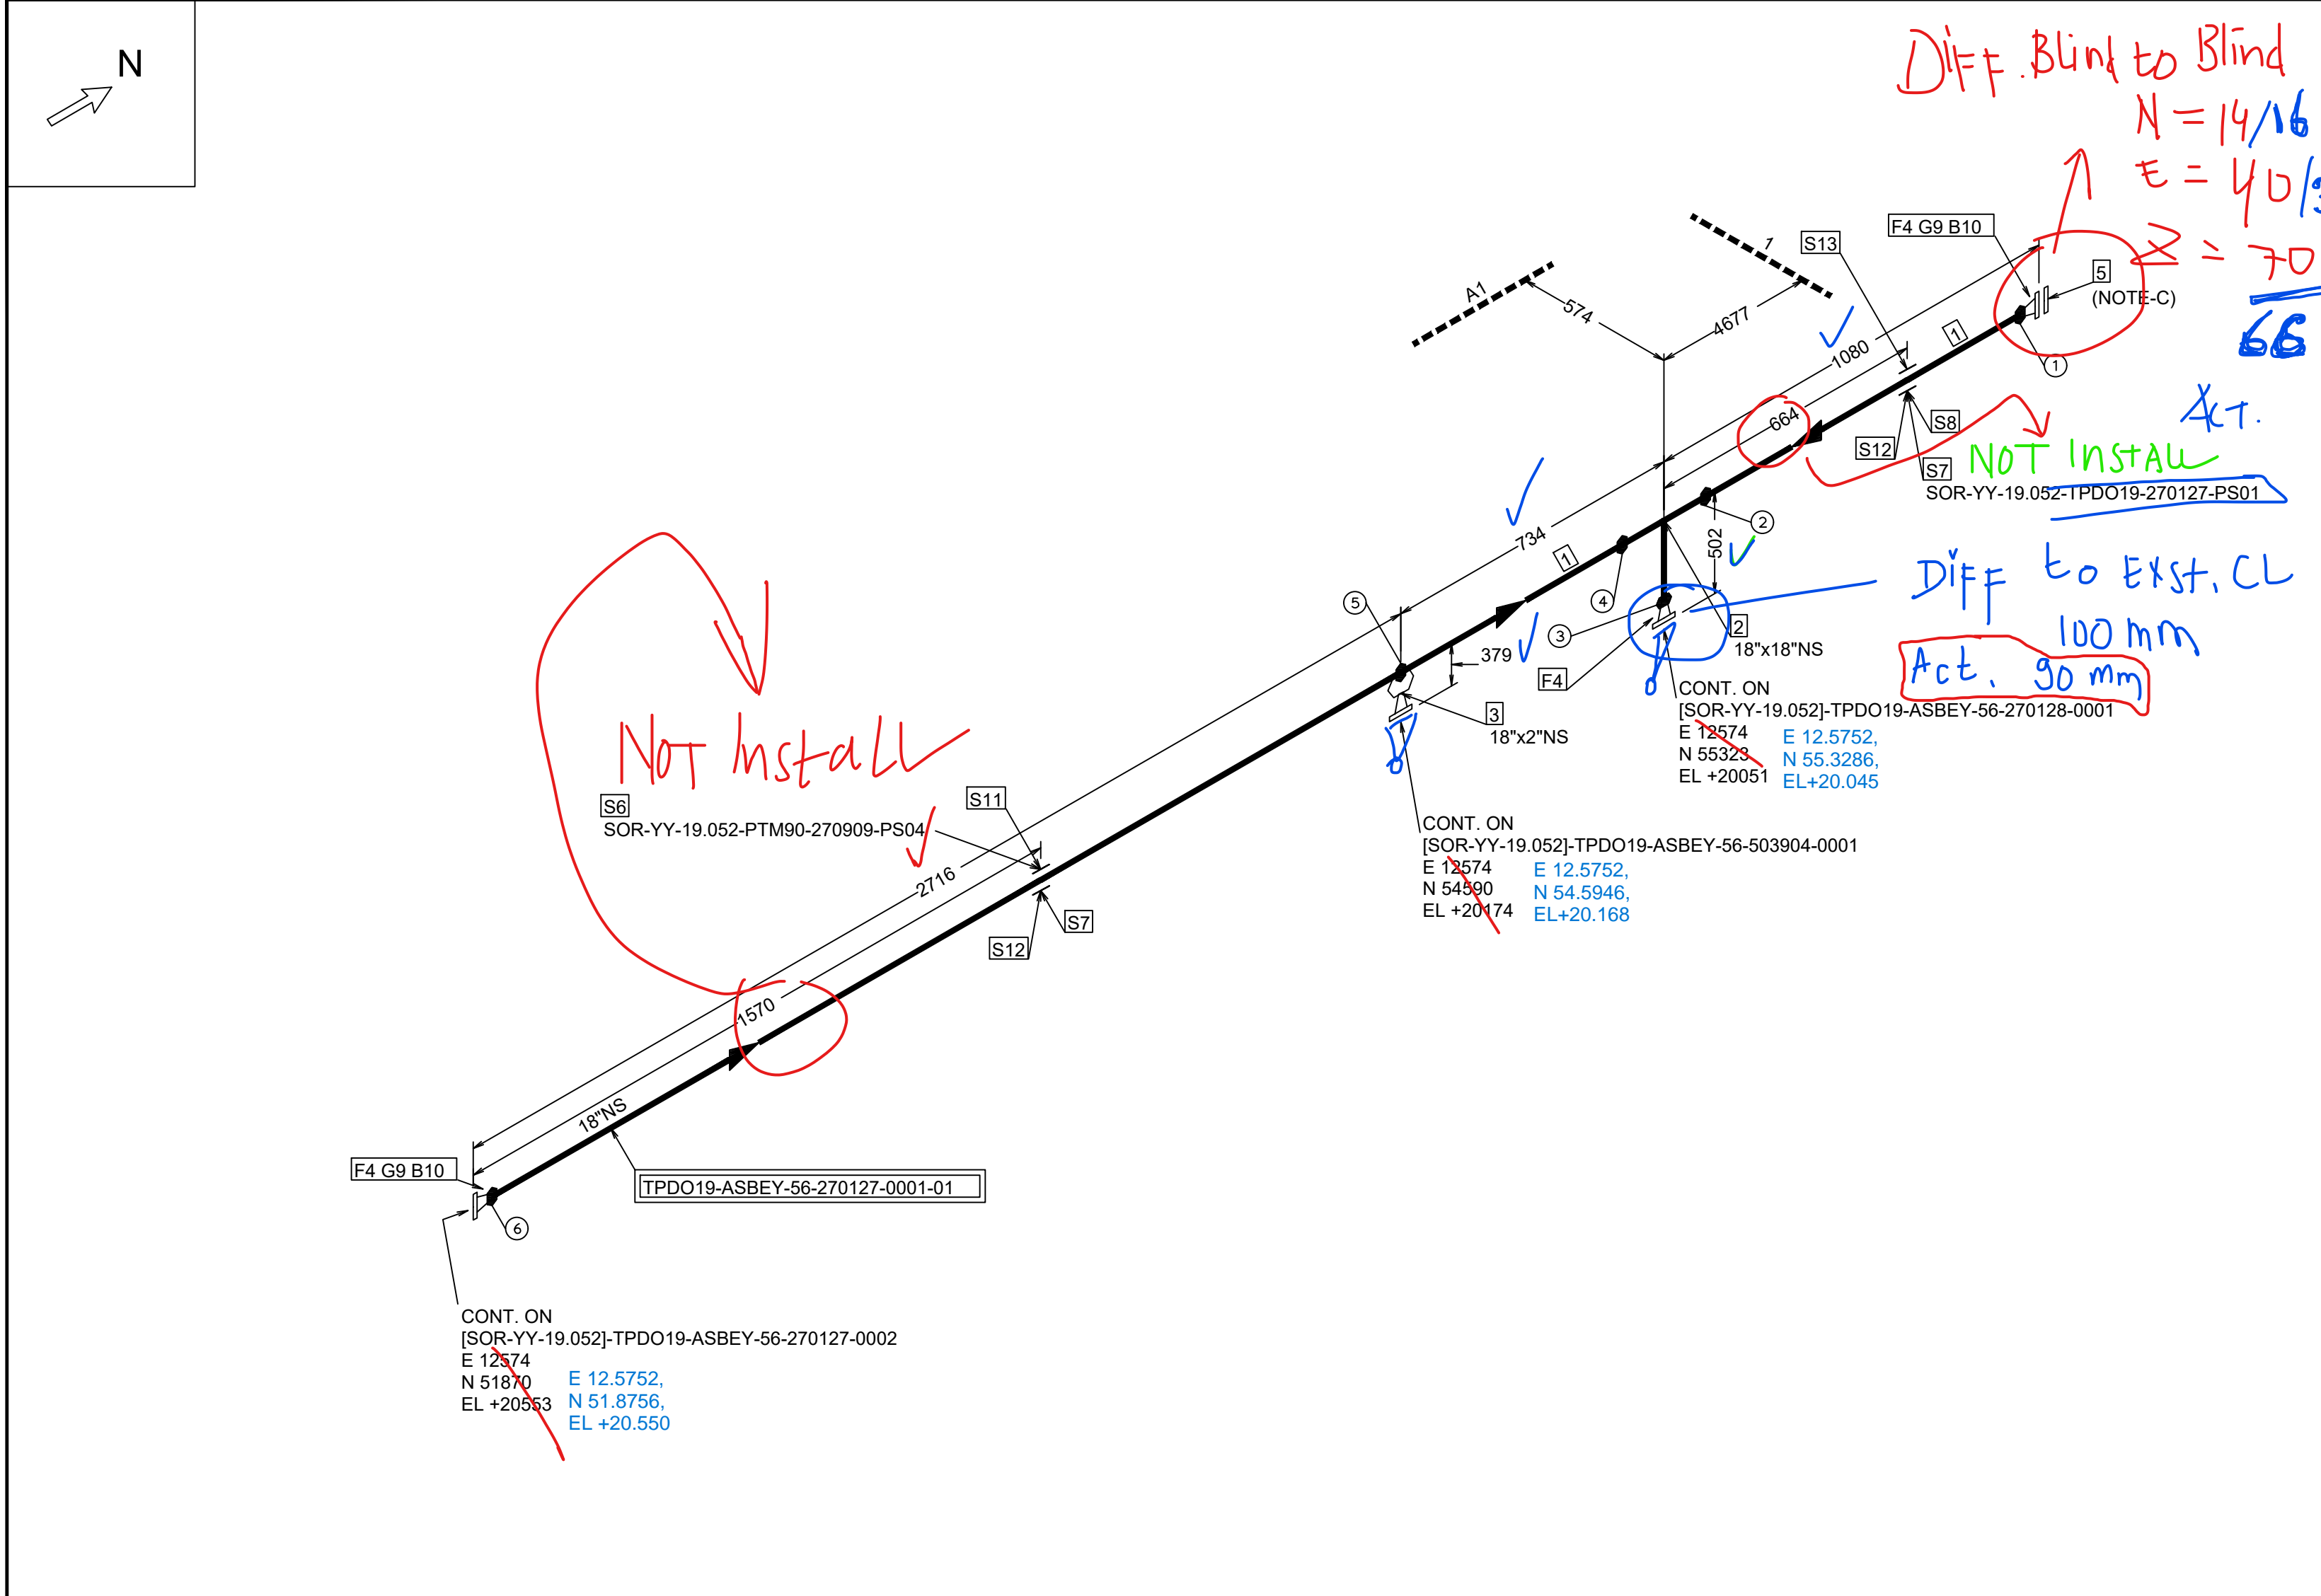 N
Diff. Blind to Blind
N = 14/16
E = 40/
Z = 70
66
F4 G9 B10
5
(NOTE-C)
S13
1
A1
574
4677
1080
1
1
664
S8
S12
S7
Act.
NOT Install
SOR-YY-19.052-TPDO19-270127-PS01
2
734
1
502
4
5
3
379
F4
2
18"x18"NS
Diff to Exst. CL
100 mm
Act. 90 mm
CONT. ON
[SOR-YY-19.052]-TPDO19-ASBEY-56-270128-0001
E 12574
N 55323
EL +20051
E 12.5752,
N 55.3286,
EL+20.045
3
18"x2"NS
CONT. ON
[SOR-YY-19.052]-TPDO19-ASBEY-56-503904-0001
E 12574
N 54590
EL +20174
E 12.5752,
N 54.5946,
EL+20.168
Not Install
S6
SOR-YY-19.052-PTM90-270909-PS04
S11
2716
S7
S12
1570
18"NS
F4 G9 B10
TPDO19-ASBEY-56-270127-0001-01
6
CONT. ON
[SOR-YY-19.052]-TPDO19-ASBEY-56-270127-0002
E 12574
N 51870
EL +20553
E 12.5752,
N 51.8756,
EL +20.550